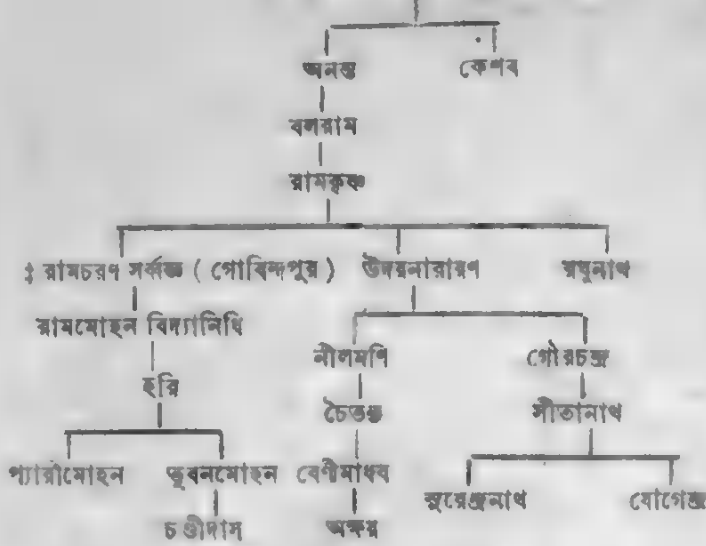 অনন্ত কেশব
বলরাম
রামকৃষ্ণ
‡ রামচরণ সর্ব্বজ্ঞ ( গোবিন্দপুর ) উদয়নারায়ণ রঘুনাথ
রামমোহন বিদ্যানিধি
নীলমণি গৌরচন্দ্র
হরি
চৈতন্য সীতানাথ
প্যারীমোহন ভূবনমোহন বেণীমাধব
সুরেন্দ্রনাথ যোগেন্দ্র
চণ্ডীদাস অক্ষয়